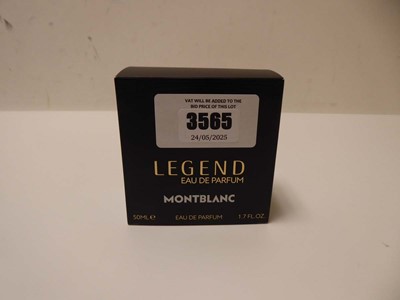 VAT WILL BE ADDED TO THE
BID PRICE OF THIS LOT
3565
24/05/2025
LEGEND
EAU DE PARFUM
MONTBLANC
50ML ℮ EAU DE PARFUM 1.7 FL.OZ.